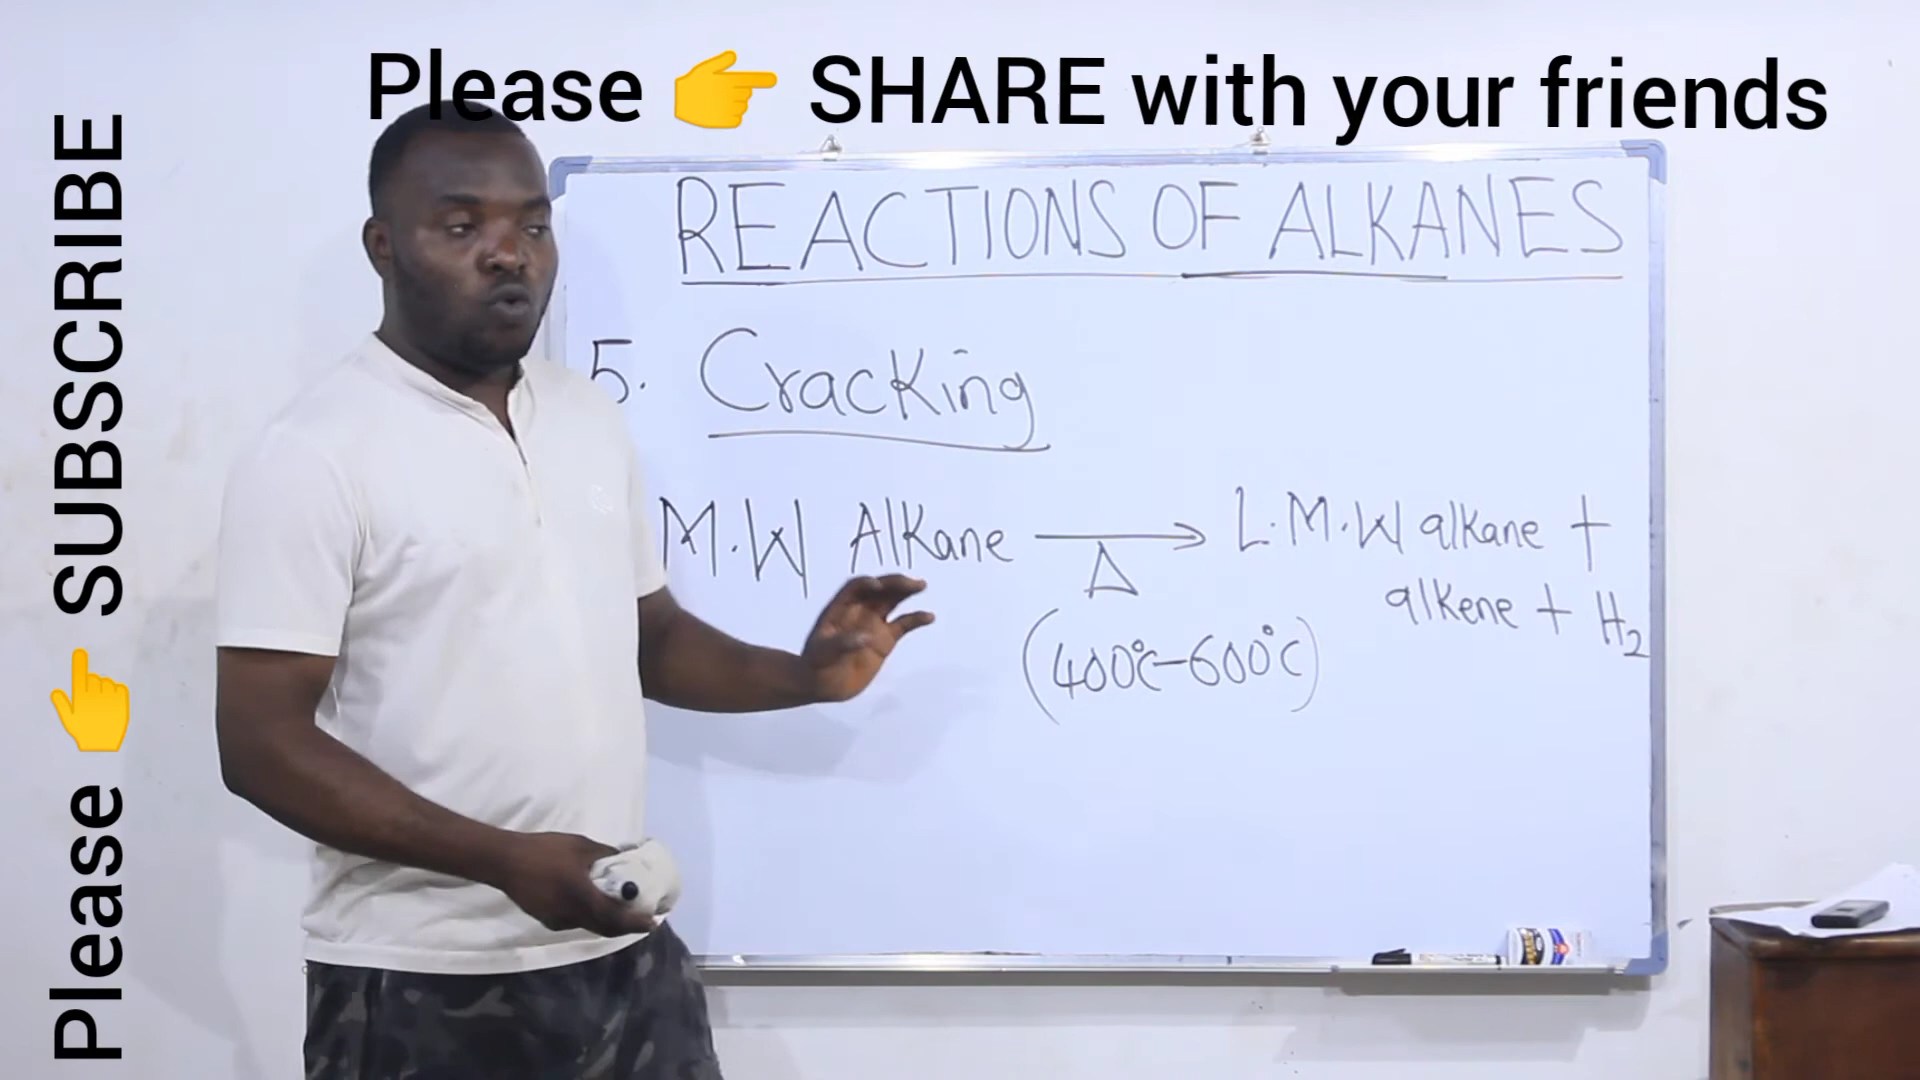 Please 👉 SHARE with your friends
Please 👆 SUBSCRIBE
REACTIONS OF ALKANES
5. Cracking
M.W Alkane ⟶ L.M.W alkane +
Δ
alkene + H₂
(400°C-600°C)